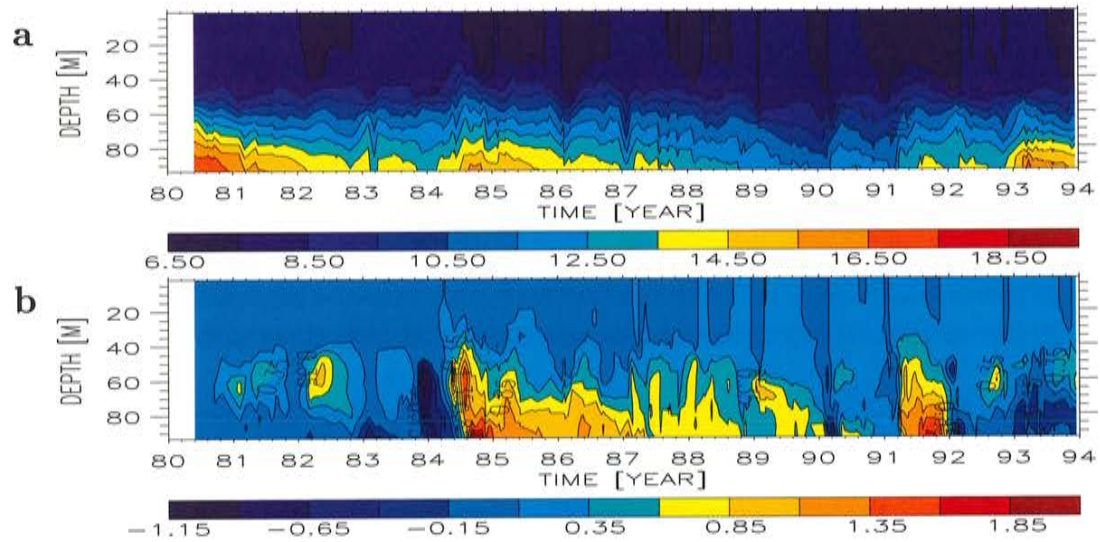 a
DEPTH [M]
20
40
60
80
80 81 82 83 84 85 86 87 88 89 90 91 92 93 94
TIME [YEAR]
6.50 8.50 10.50 12.50 14.50 16.50 18.50
b
DEPTH [M]
20
40
60
80
80 81 82 83 84 85 86 87 88 89 90 91 92 93 94
TIME [YEAR]
−1.15 −0.65 −0.15 0.35 0.85 1.35 1.85